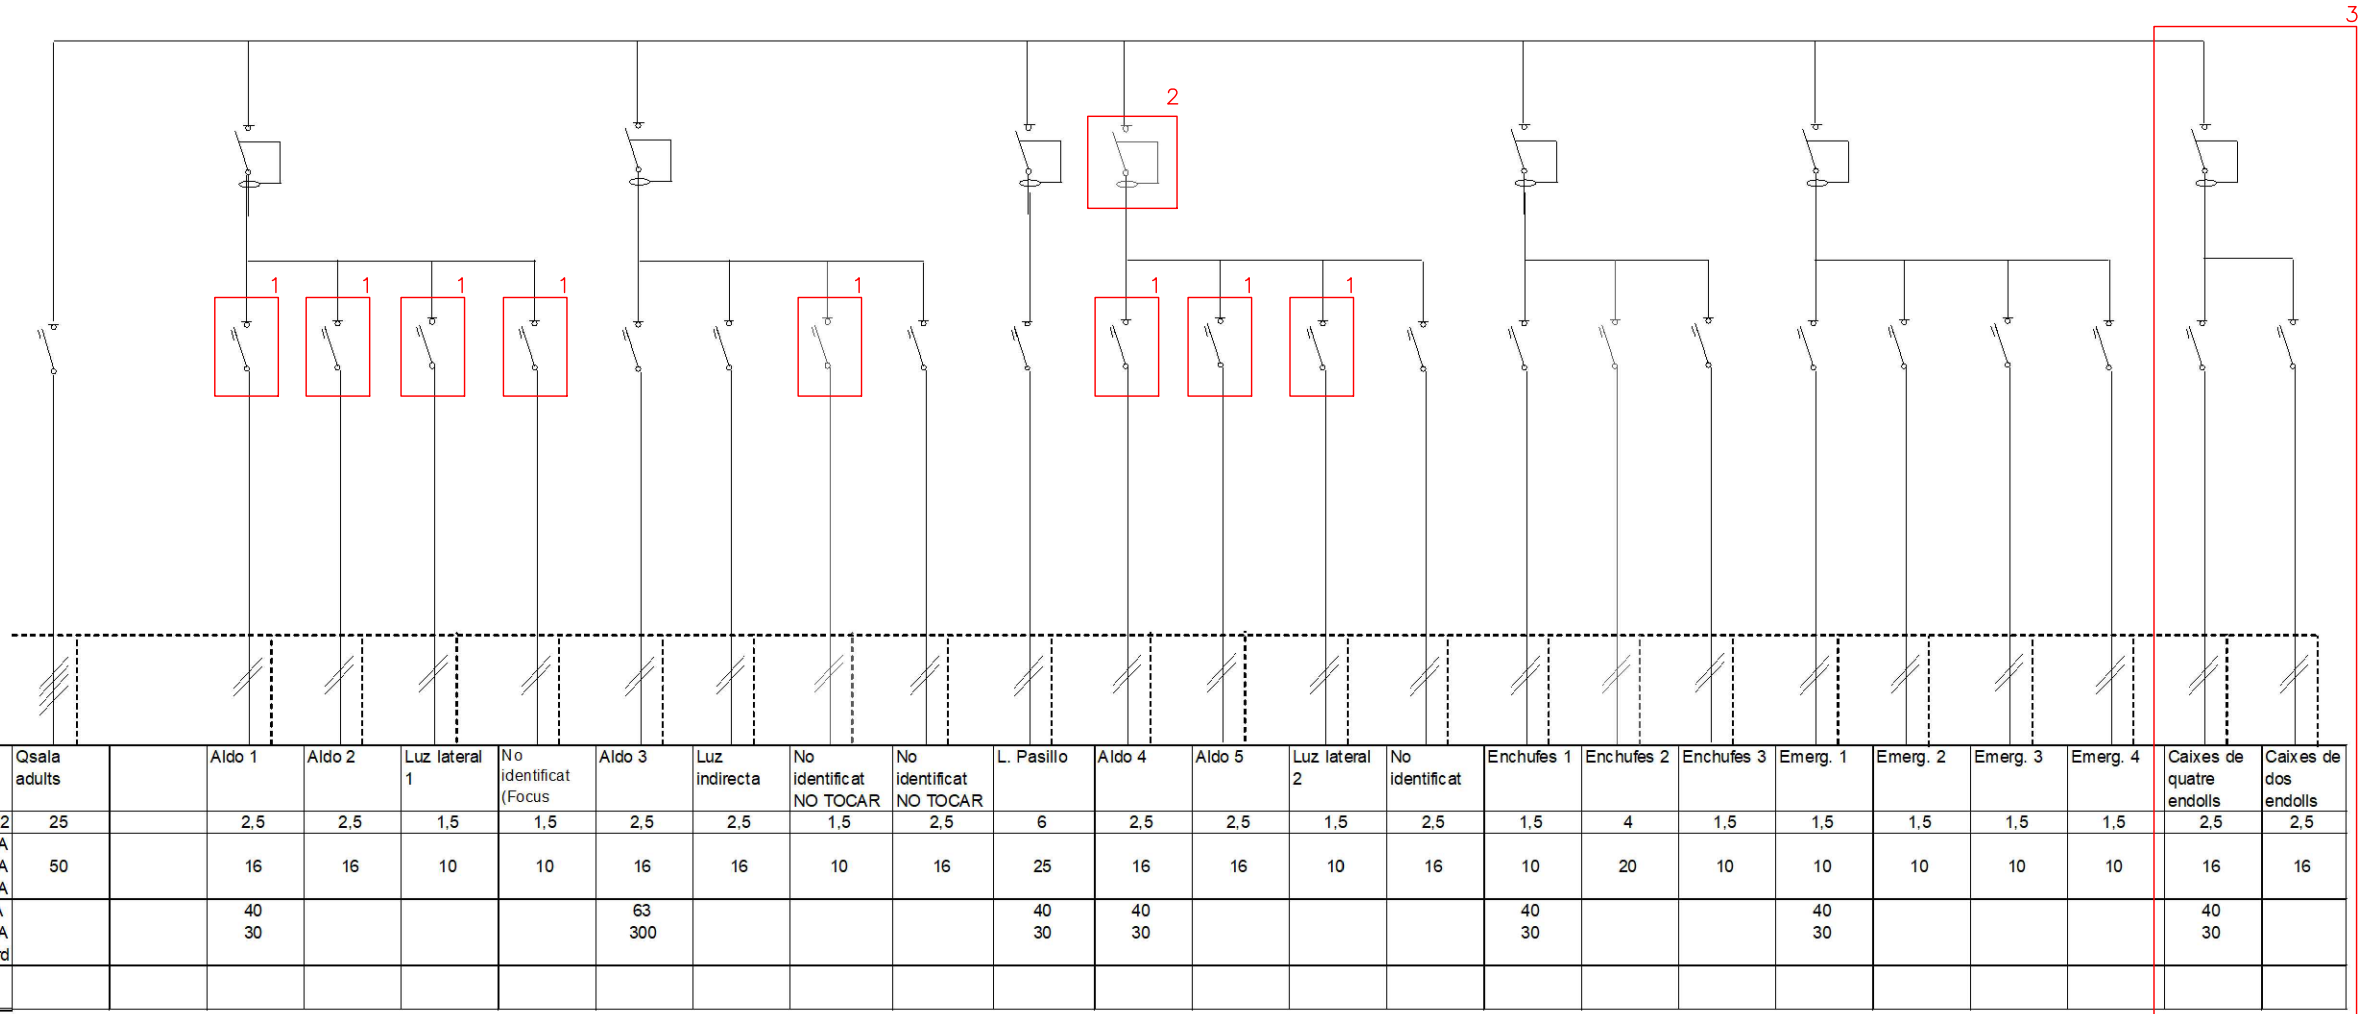 3
2
1 1 1 1 1 1 1 1
Qsala adults
Aldo 1
Aldo 2
Luz lateral 1
No identificat (Focus
Aldo 3
Luz indirecta
No identificat NO TOCAR
No identificat NO TOCAR
L. Pasillo
Aldo 4
Aldo 5
Luz lateral 2
No identificat
Enchufes 1
Enchufes 2
Enchufes 3
Emerg. 1
Emerg. 2
Emerg. 3
Emerg. 4
Caixes de quatre endolls
Caixes de dos endolls
2 25 2,5 2,5 1,5 1,5 2,5 2,5 1,5 2,5 6 2,5 2,5 1,5 2,5 1,5 4 1,5 1,5 1,5 1,5 1,5 2,5 2,5
A
A 50 16 16 10 10 16 16 10 16 25 16 16 10 16 10 20 10 10 10 10 10 16 16
A
A 40 63 40 40 40 40 40
A 30 300 30 30 30 30 30
rd